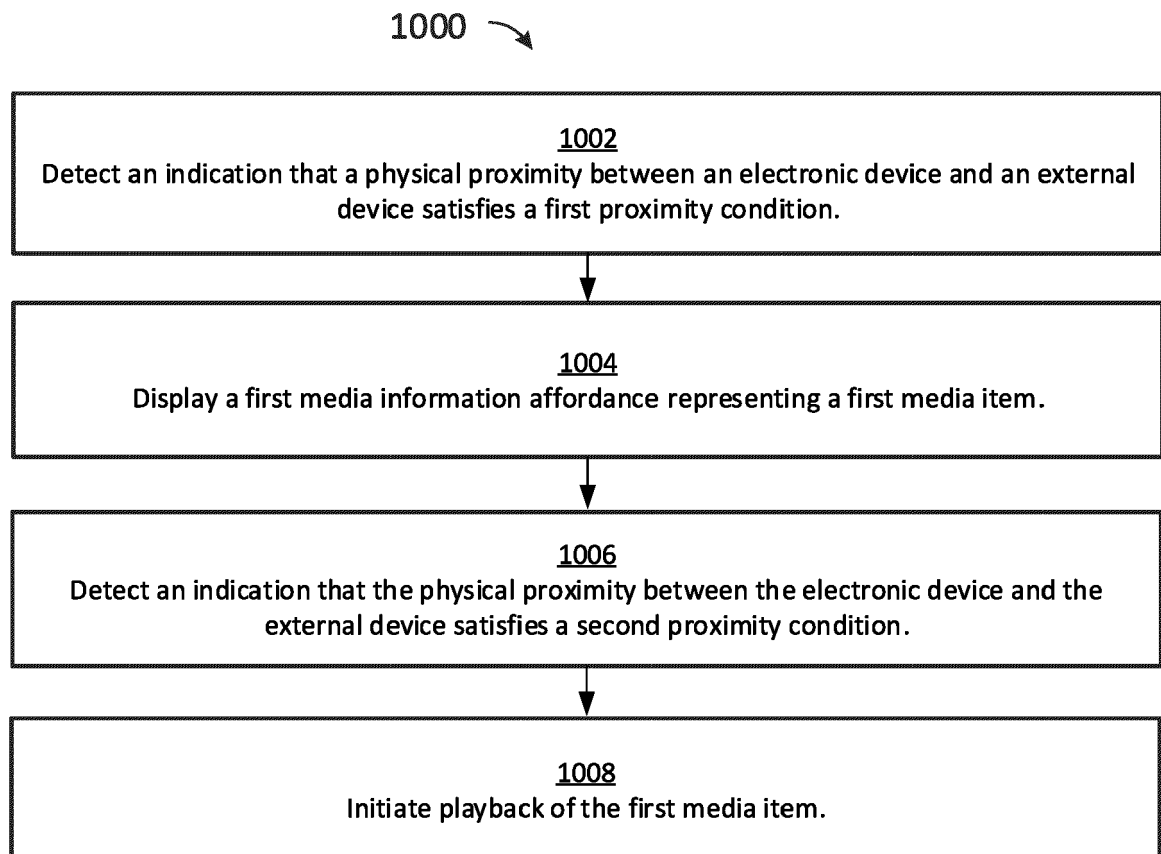 1000
1002
Detect an indication that a physical proximity between an electronic device and an external
device satisfies a first proximity condition.
1004
Display a first media information affordance representing a first media item.
1006
Detect an indication that the physical proximity between the electronic device and the
external device satisfies a second proximity condition.
1008
Initiate playback of the first media item.